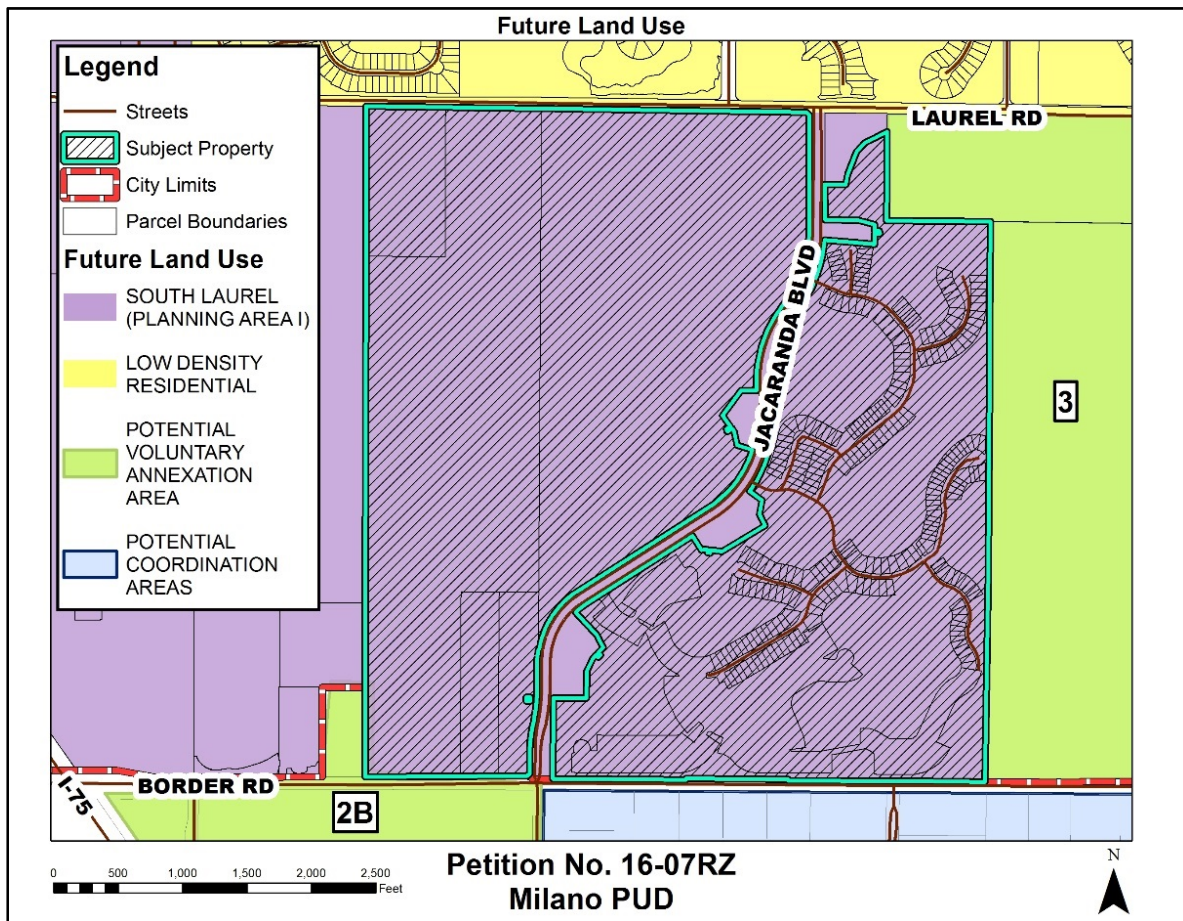 Future Land Use
Legend
Streets
Subject Property
City Limits
Parcel Boundaries
Future Land Use
SOUTH LAUREL
(PLANNING AREA I)
LOW DENSITY
RESIDENTIAL
POTENTIAL
VOLUNTARY
ANNEXATION
AREA
POTENTIAL
COORDINATION
AREAS
LAUREL RD
JACARANDA BLVD
3
BORDER RD
I-75
2B
0 500 1,000 1,500 2,000 2,500
Feet
Petition No. 16-07RZ
Milano PUD
N